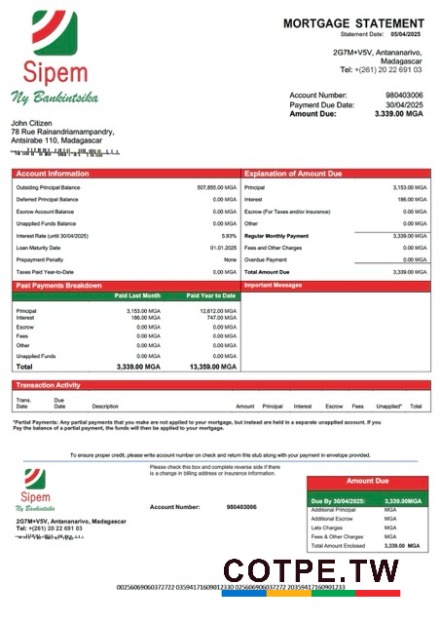 MORTGAGE STATEMENT
Statement Date: 05/04/2025
2G7M+V5V, Antananarivo,
Madagascar
Tel: +(261) 20 22 691 03
Sipem
Ny Bankintsika
Account Number: 980403006
Payment Due Date: 30/04/2025
Amount Due: 3.339.00 MGA
John Citizen
78 Rue Rainandriamampandry,
Antsirabe 110, Madagascar
Account Information
Outsiding Principal Balance 507,855.00 MGA
Deferred Principal Balance 0.00 MGA
Escrow Account Balance 0.00 MGA
Unapplied Funds Balance 0.00 MGA
Interest Rate (until 30/04/2025) 5.93%
Loan Maturity Date 01.01.2025
Prepayment Penalty None
Taxes Paid Year-to-Date 0.00 MGA
Explanation of Amount Due
Principal 3,153.00 MGA
Interest 186.00 MGA
Escrow (For Taxes and/or Insurance) 0.00 MGA
Other 0.00 MGA
Regular Monthly Payment 3,339.00 MGA
Fees and Other Charges 0.00 MGA
Overdue Payment 0.00 MGA
Total Amount Due 3,339.00 MGA
Past Payments Breakdown
Paid Last Month Paid Year to Date
Principal 3,153.00 MGA 12,612.00 MGA
Interest 186.00 MGA 747.00 MGA
Escrow 0.00 MGA 0.00 MGA
Fees 0.00 MGA 0.00 MGA
Other 0.00 MGA 0.00 MGA
Unapplied Funds 0.00 MGA 0.00 MGA
Total 3,339.00 MGA 13,359.00 MGA
Important Messages
Transaction Activity
Trans. Date Due Date Description Amount Principal Interest Escrow Fees Unapplied* Total
*Partial Payments: Any partial payments that you make are not applied to your mortgage, but instead are held in a separate unapplied account. If you
Pay the balance of a partial payment, the funds will then be applied to your mortgage.
To ensure proper credit, please write account number on check and return this stub along with your payment in envelope provided.
Please check this box and complete reverse side if there
is a change in billing address or insurance information.
Sipem
Ny Bankintsika
Account Number: 980403006
2G7M+V5V, Antananarivo, Madagascar
Tel: +(261) 20 22 691 03
Amount Due
Due By 30/04/2025: 3,339.00MGA
Additional Principal MGA
Additional Escrow MGA
Late Charges MGA
Fees & Other Charges MGA
Total Amount Enclosed 3,339.00 MGA
COTPE.TW